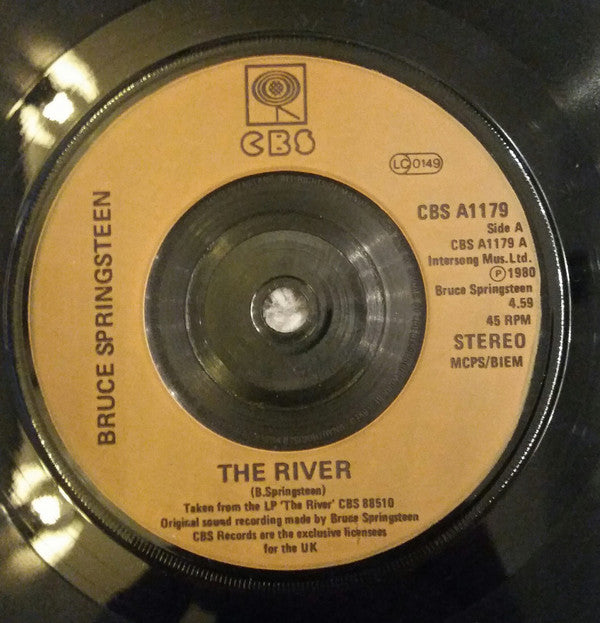 CBS
LC 0149
BRUCE SPRINGSTEEN
CBS A1179
Side A
CBS A1179 A
Intersong Mus. Ltd.
Ⓟ 1980
Bruce Springsteen
4.59
45 RPM
STEREO
MCPS/BIEM
THE RIVER
(B.Springsteen)
Taken from the LP 'The River' CBS 88510
Original sound recording made by Bruce Springsteen
CBS Records are the exclusive licensees
for the UK